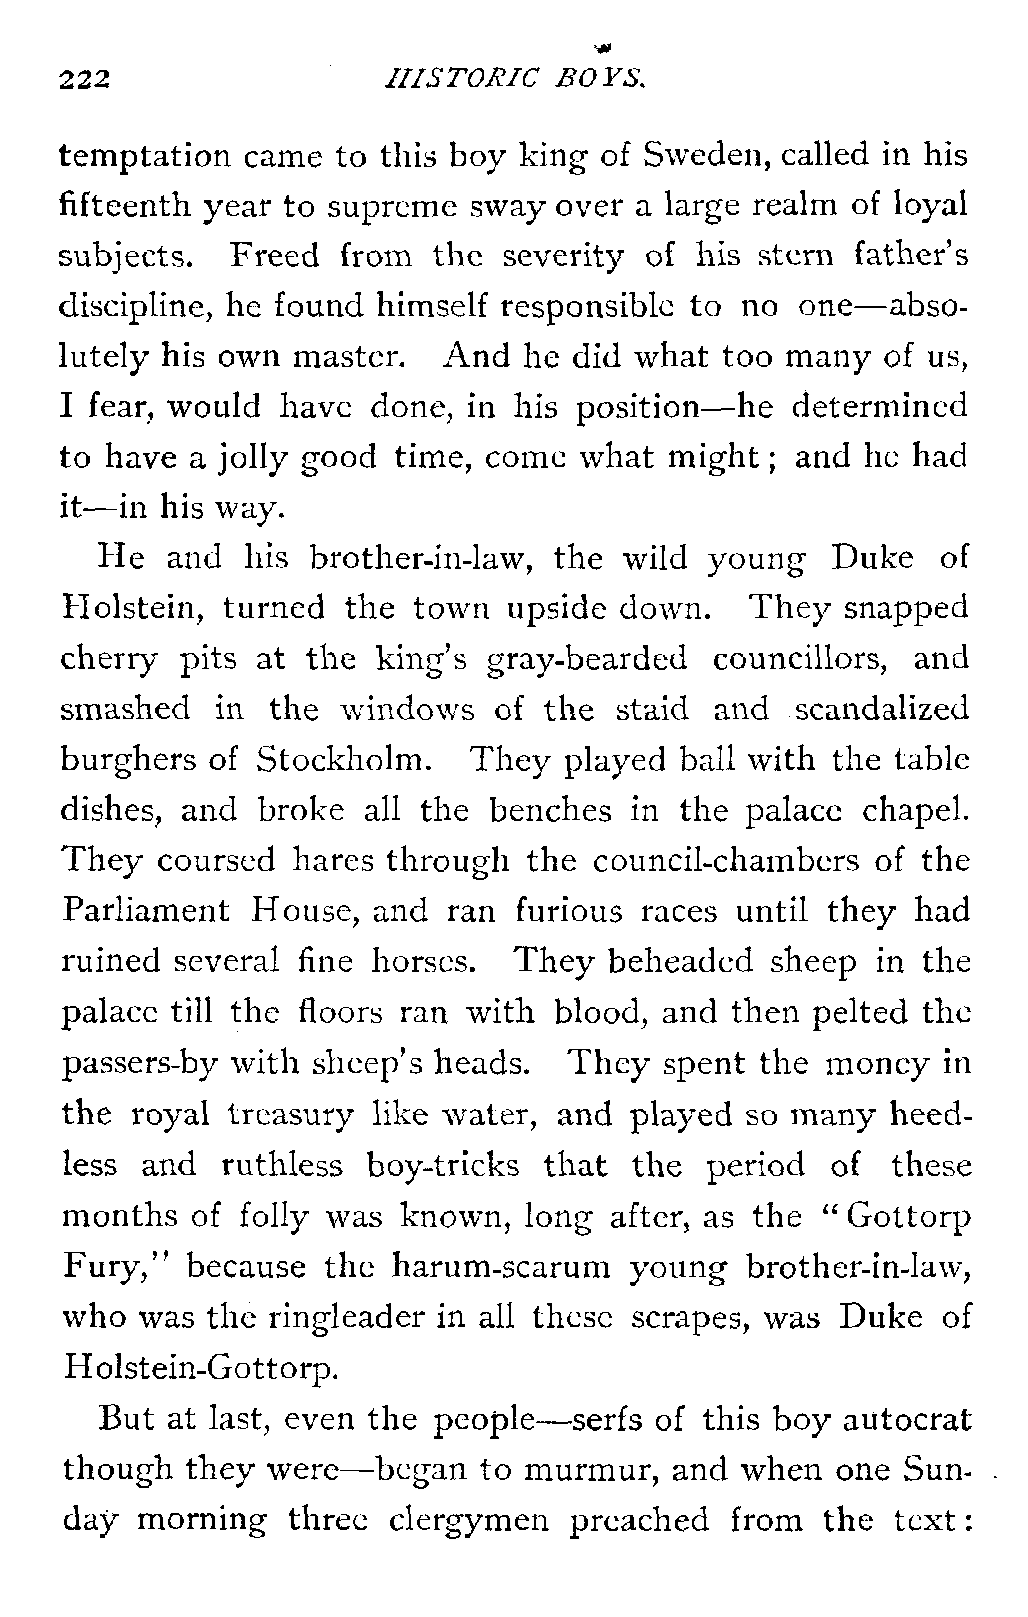 222 HISTORIC BOYS.
temptation came to this boy king of Sweden, called in his
fifteenth year to supreme sway over a large realm of loyal
subjects. Freed from the severity of his stern father's
discipline, he found himself responsible to no one—abso-
lutely his own master. And he did what too many of us,
I fear, would have done, in his position—he determined
to have a jolly good time, come what might; and he had
it—in his way.
He and his brother-in-law, the wild young Duke of
Holstein, turned the town upside down. They snapped
cherry pits at the king's gray-bearded councillors, and
smashed in the windows of the staid and scandalized
burghers of Stockholm. They played ball with the table
dishes, and broke all the benches in the palace chapel.
They coursed hares through the council-chambers of the
Parliament House, and ran furious races until they had
ruined several fine horses. They beheaded sheep in the
palace till the floors ran with blood, and then pelted the
passers-by with sheep's heads. They spent the money in
the royal treasury like water, and played so many heed-
less and ruthless boy-tricks that the period of these
months of folly was known, long after, as the "Gottorp
Fury," because the harum-scarum young brother-in-law,
who was the ringleader in all these scrapes, was Duke of
Holstein-Gottorp.
But at last, even the people—serfs of this boy autocrat
though they were—began to murmur, and when one Sun-
day morning three clergymen preached from the text: